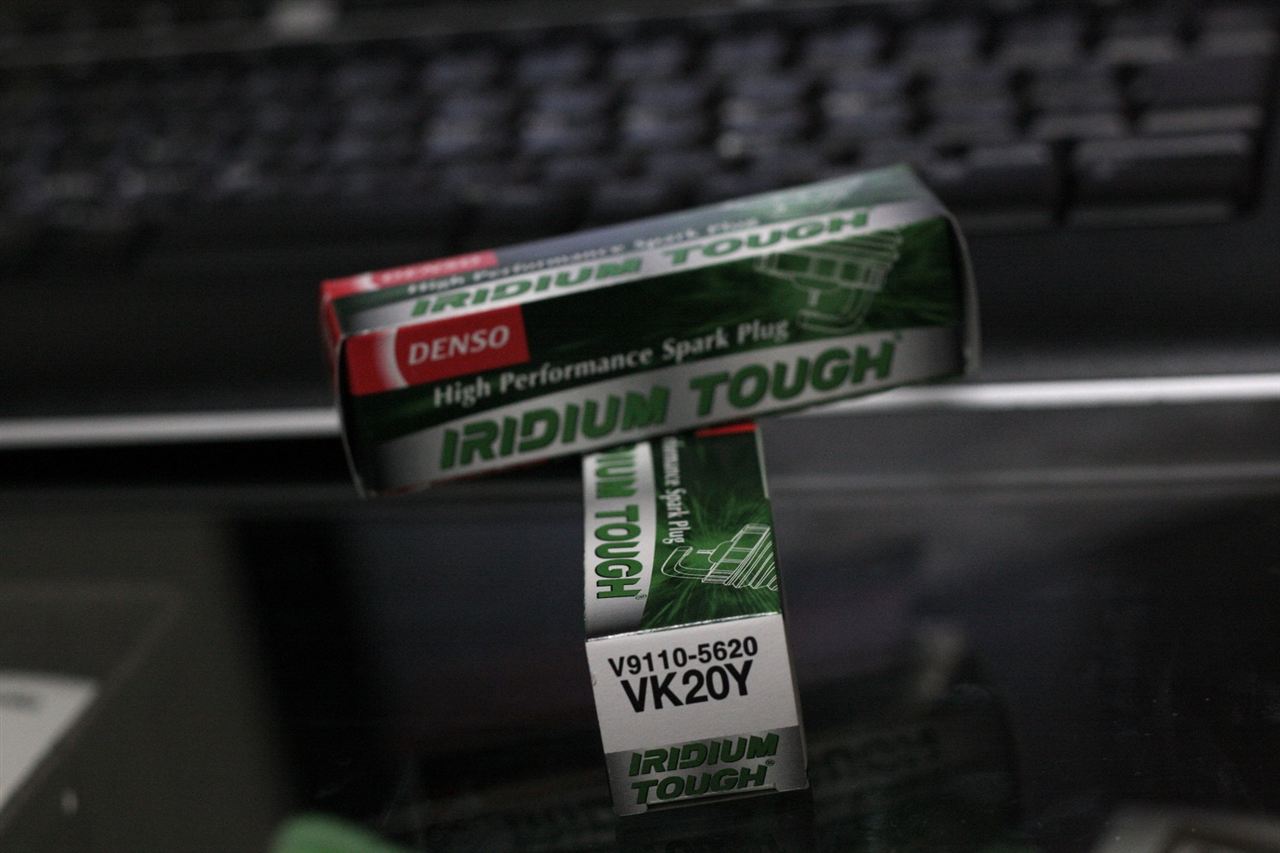 DENSO
High Performance Spark Plug
IRIDIUM TOUGH
DENSO
High Performance Spark Plug
IRIDIUM TOUGH
Spark Plug
IUM TOUGH
V9110-5620
VK20Y
IRIDIUM
TOUGH®